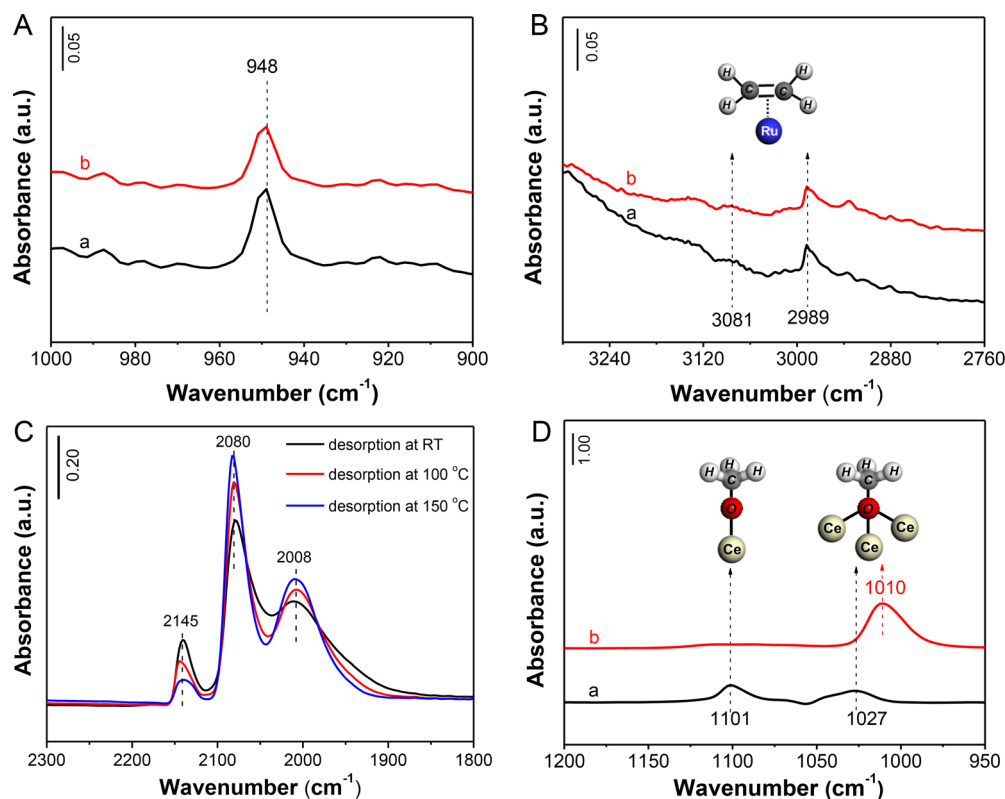 A
0.05
948
b
a
Absorbance (a.u.)
1000 980 960 940 920 900
Wavenumber (cm⁻¹)
B
0.05
H H
C C
H H
Ru
b
a
3081 2989
Absorbance (a.u.)
3240 3120 3000 2880 2760
Wavenumber (cm⁻¹)
C
0.20
2080
desorption at RT
desorption at 100 °C
desorption at 150 °C
2008
2145
Absorbance (a.u.)
2300 2200 2100 2000 1900 1800
Wavenumber (cm⁻¹)
D
1.00
H H H
C
O
Ce
H H H
C
O
Ce Ce
Ce
1010
b
a
1101 1027
Absorbance (a.u.)
1200 1150 1100 1050 1000 950
Wavenumber (cm⁻¹)